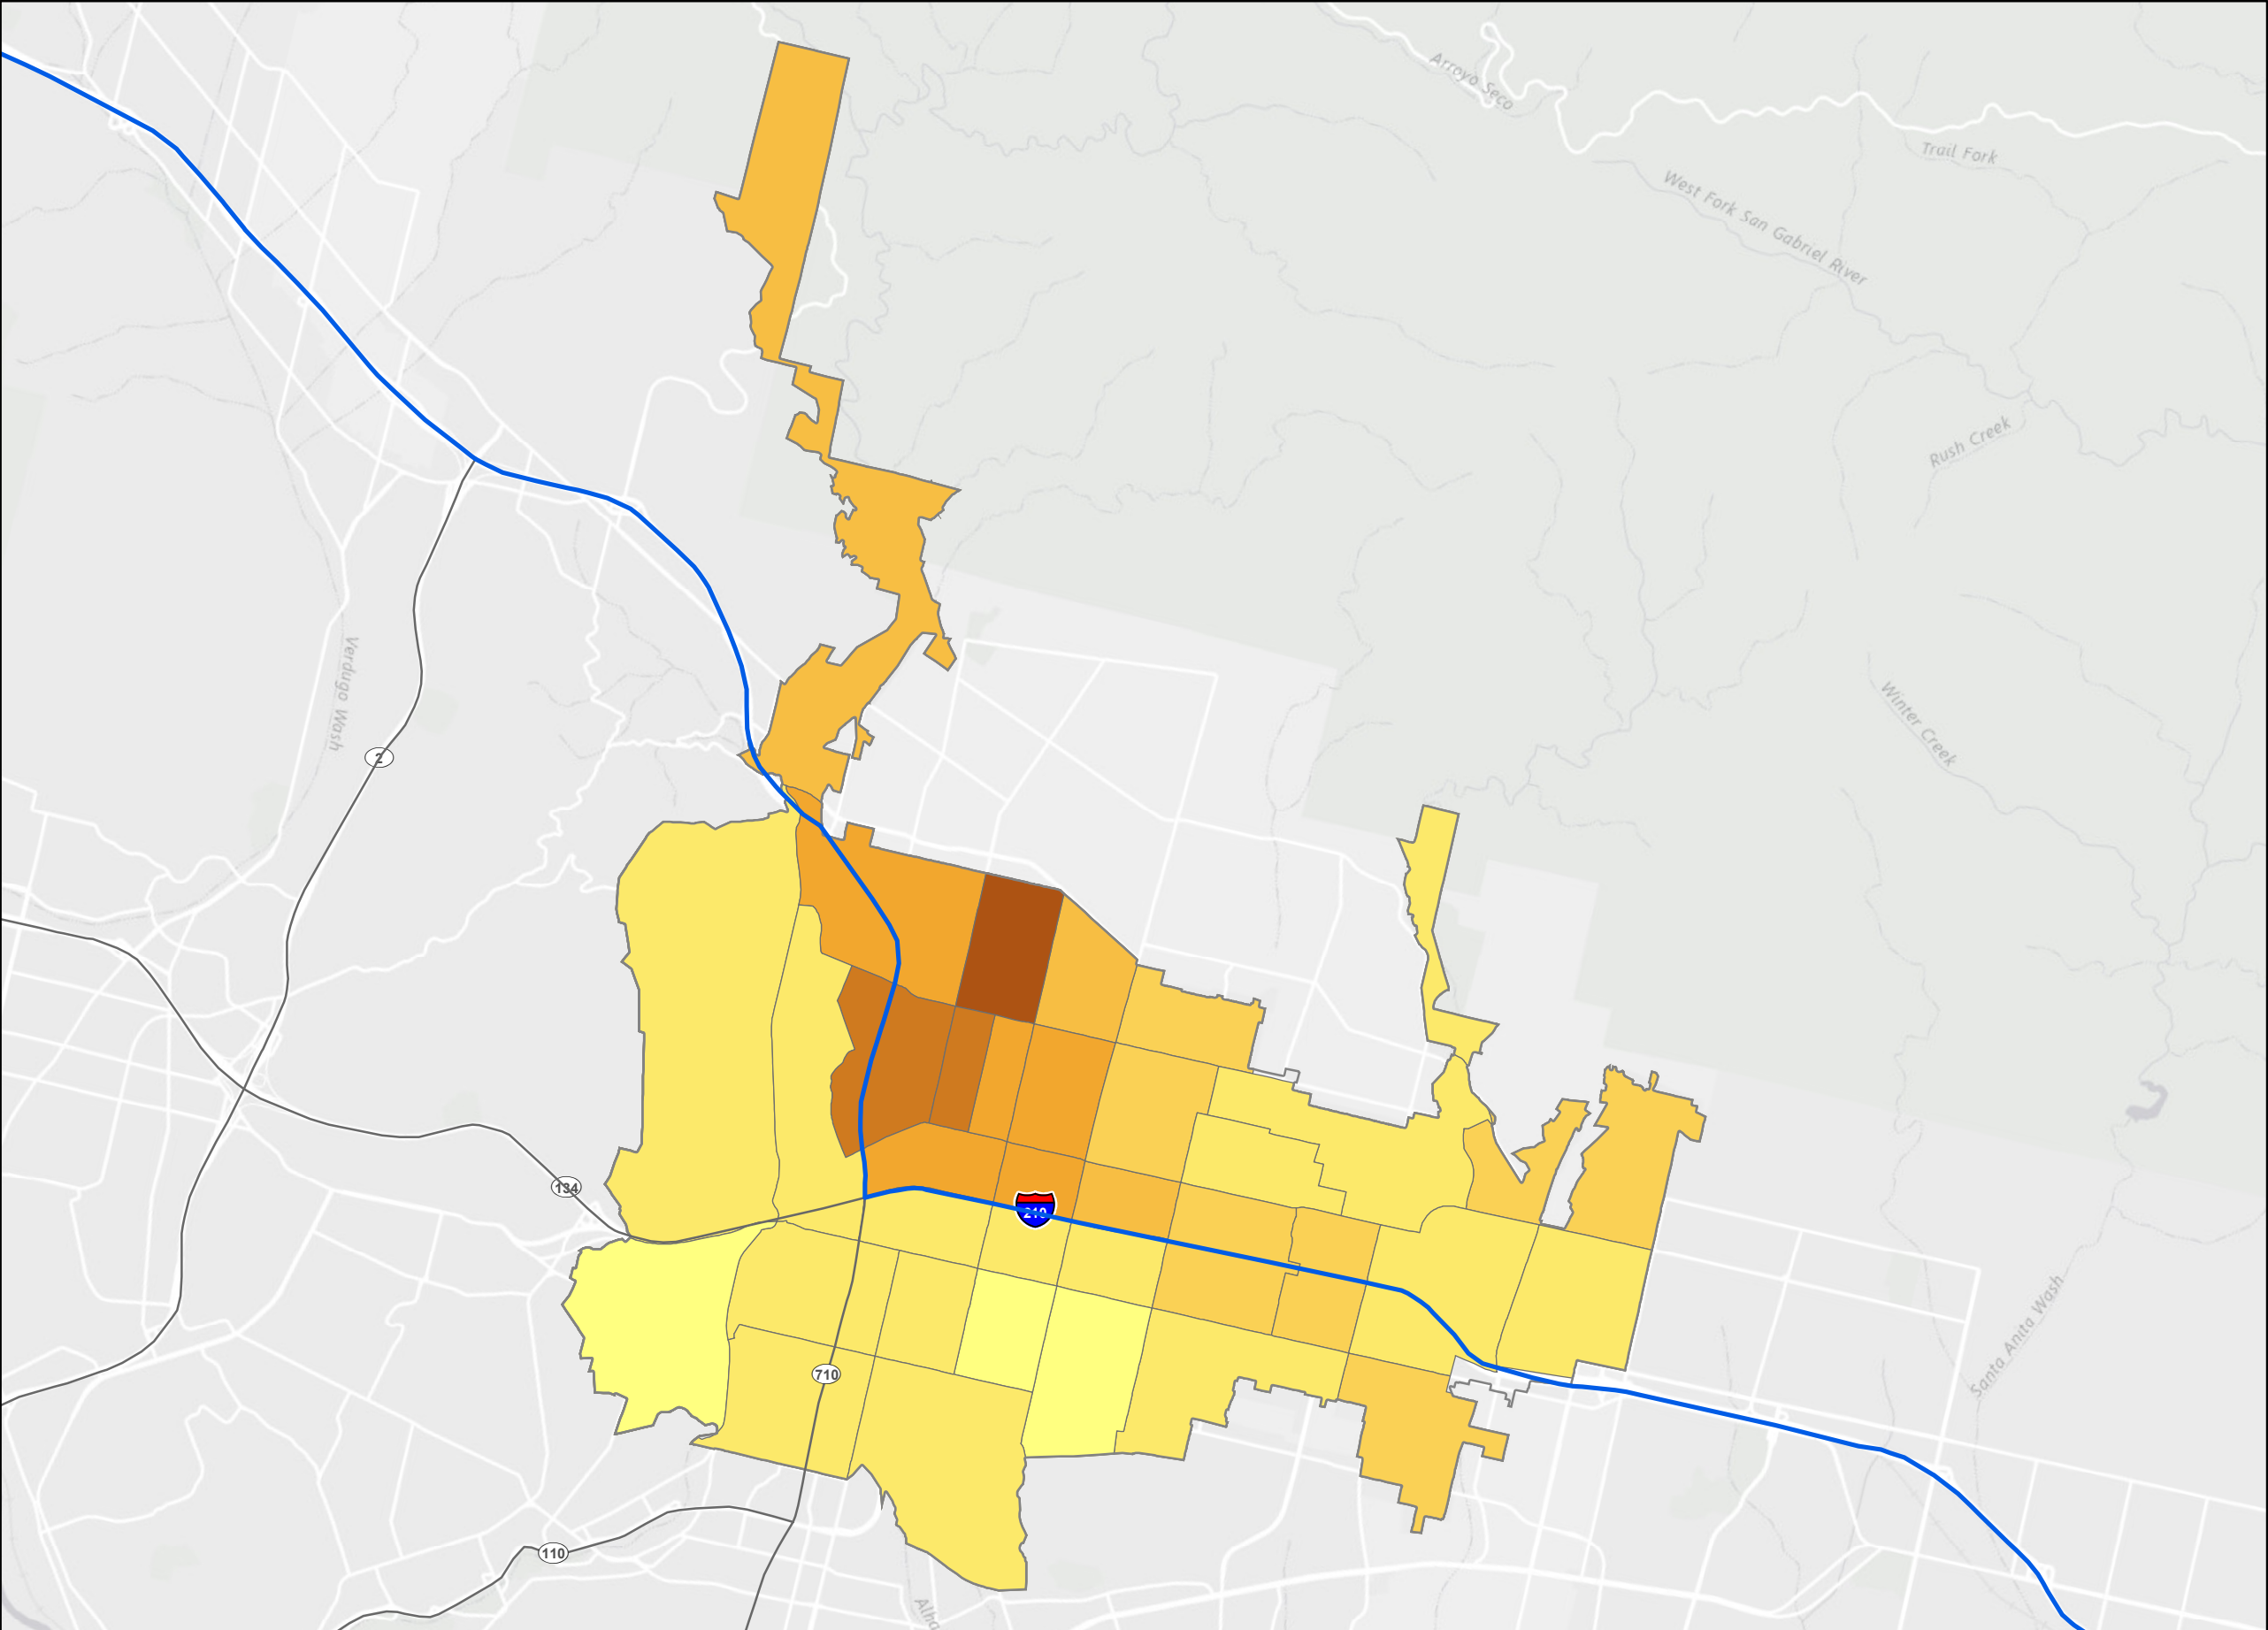 Arroyo Seco
Trail Fork
West Fork San Gabriel River
Rush Creek
Verdugo Wash
Winter Creek
2
134
210
Santa Anita Wash
710
110
Alha